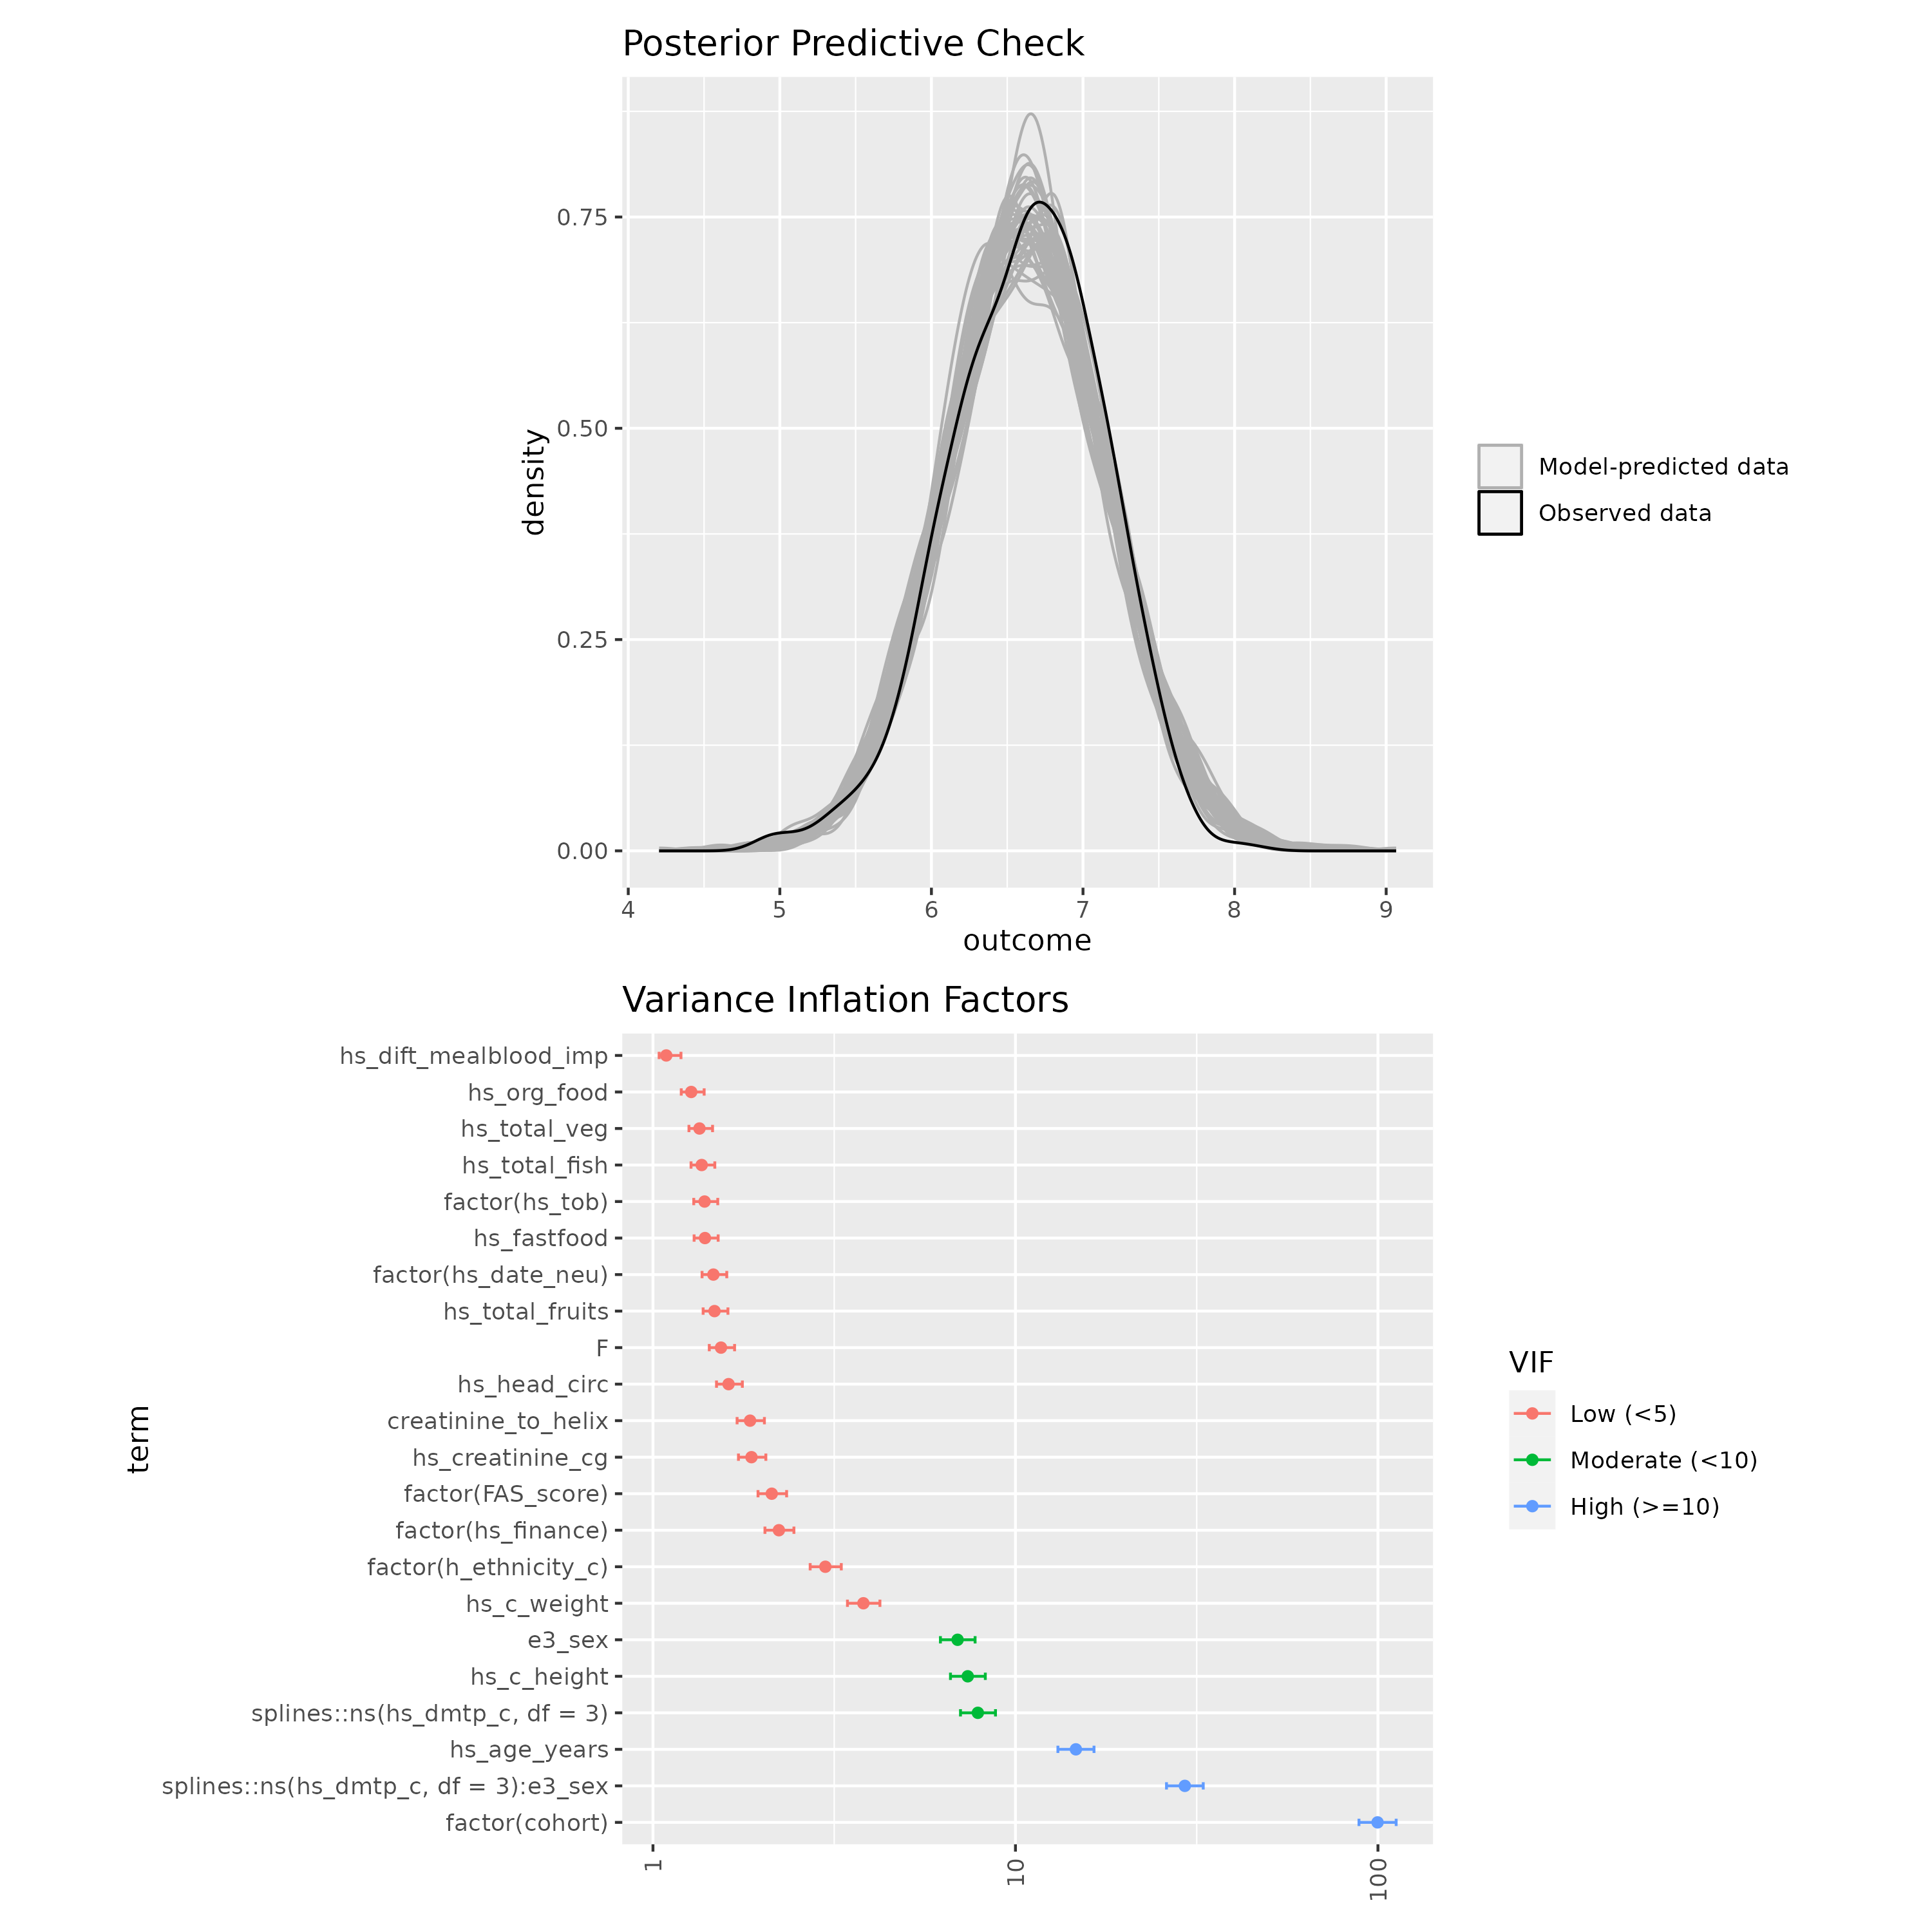 Posterior Predictive Check
density
0.75
0.50
0.25
0.00
4 5 6 7 8 9
outcome
Model-predicted data
Observed data
Variance Inflation Factors
term
hs_dift_mealblood_imp
hs_org_food
hs_total_veg
hs_total_fish
factor(hs_tob)
hs_fastfood
factor(hs_date_neu)
hs_total_fruits
F
hs_head_circ
creatinine_to_helix
hs_creatinine_cg
factor(FAS_score)
factor(hs_finance)
factor(h_ethnicity_c)
hs_c_weight
e3_sex
hs_c_height
splines::ns(hs_dmtp_c, df = 3)
hs_age_years
splines::ns(hs_dmtp_c, df = 3):e3_sex
factor(cohort)
1 10 100
VIF
Low (<5)
Moderate (<10)
High (>=10)